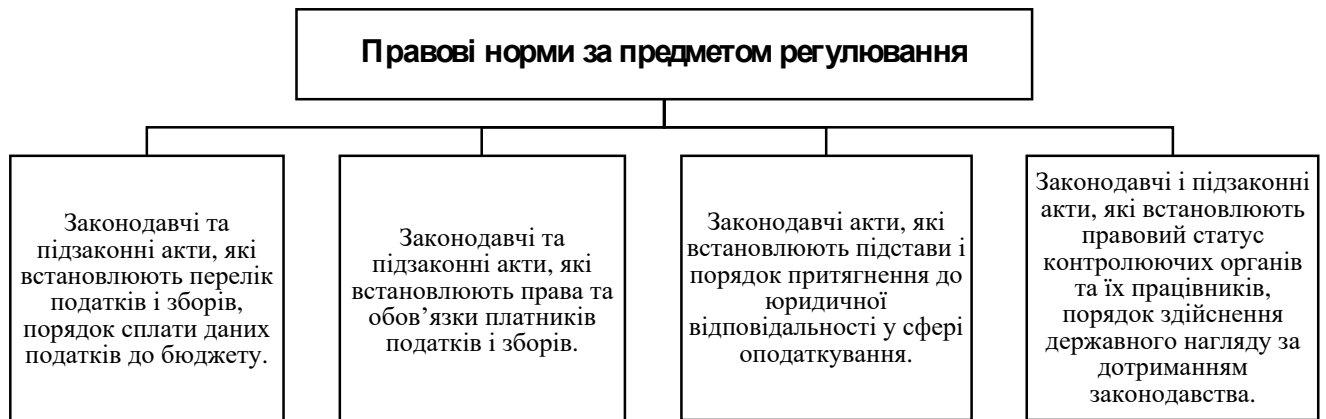 Правові норми за предметом регулювання
Законодавчі та
підзаконні акти, які
встановлюють перелік
податків і зборів,
порядок сплати даних
податків до бюджету.
Законодавчі та
підзаконні акти, які
встановлюють права та
обов’язки платників
податків і зборів.
Законодавчі акти, які
встановлюють підстави і
порядок притягнення до
юридичної
відповідальності у сфері
оподаткування.
Законодавчі і підзаконні
акти, які встановлюють
правовий статус
контролюючих органів
та їх працівників,
порядок здійснення
державного нагляду за
дотриманням
законодавства.